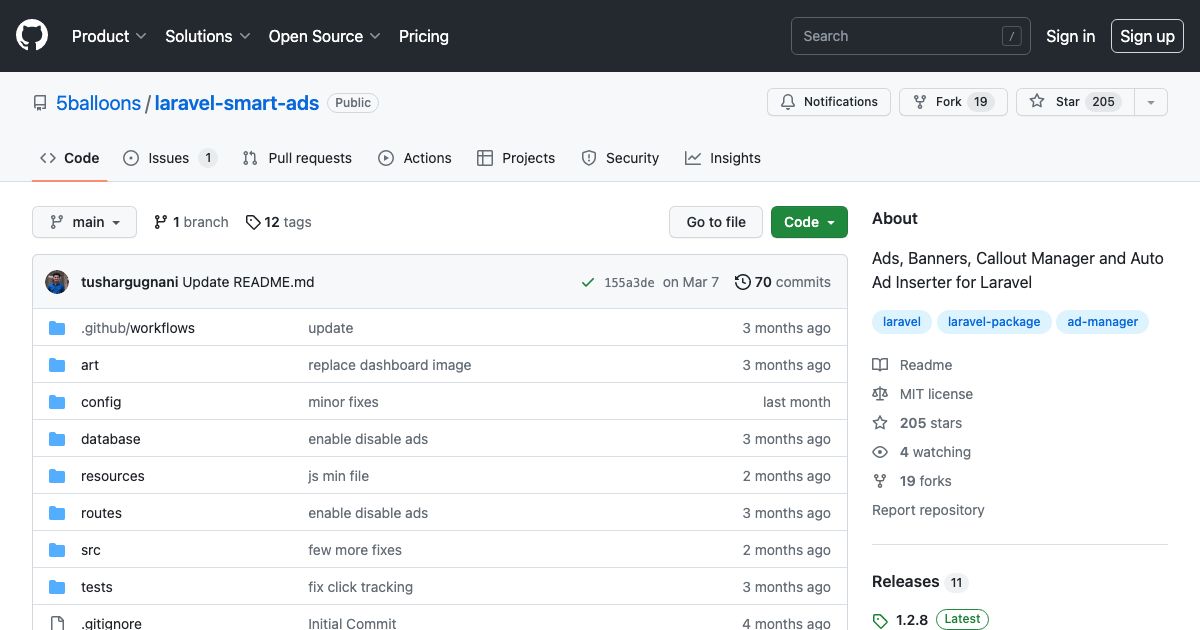 Product Solutions Open Source Pricing Search / Sign in Sign up
5balloons / laravel-smart-ads Public Notifications Fork 19 Star 205
Code Issues 1 Pull requests Actions Projects Security Insights
main 1 branch 12 tags Go to file Code
tushargugnani Update README.md 155a3de on Mar 7 70 commits
.github/workflows update 3 months ago
art replace dashboard image 3 months ago
config minor fixes last month
database enable disable ads 3 months ago
resources js min file 2 months ago
routes enable disable ads 3 months ago
src few more fixes 2 months ago
tests fix click tracking 3 months ago
.gitignore Initial Commit 4 months ago
About
Ads, Banners, Callout Manager and Auto
Ad Inserter for Laravel
laravel laravel-package ad-manager
Readme
MIT license
205 stars
4 watching
19 forks
Report repository
Releases 11
1.2.8 Latest